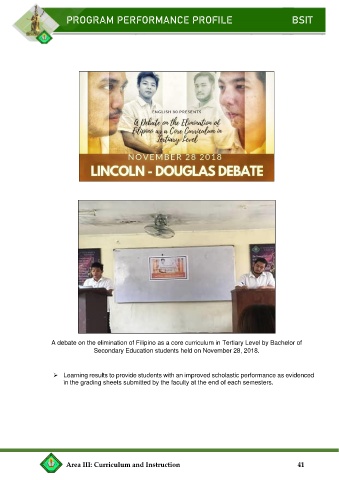 PROGRAM PERFORMANCE PROFILE BSIT
ENGLISH 80 PRESENTS
A Debate on the Elimination of
Filipino as a Core Curriculum in
Tertiary Level
NOVEMBER 28 2018
LINCOLN - DOUGLAS DEBATE
A debate on the elimination of Filipino as a core curriculum in Tertiary Level by Bachelor of
Secondary Education students held on November 28, 2018.
➢ Learning results to provide students with an improved scholastic performance as evidenced
in the grading sheets submitted by the faculty at the end of each semesters.
Area III: Curriculum and Instruction 41